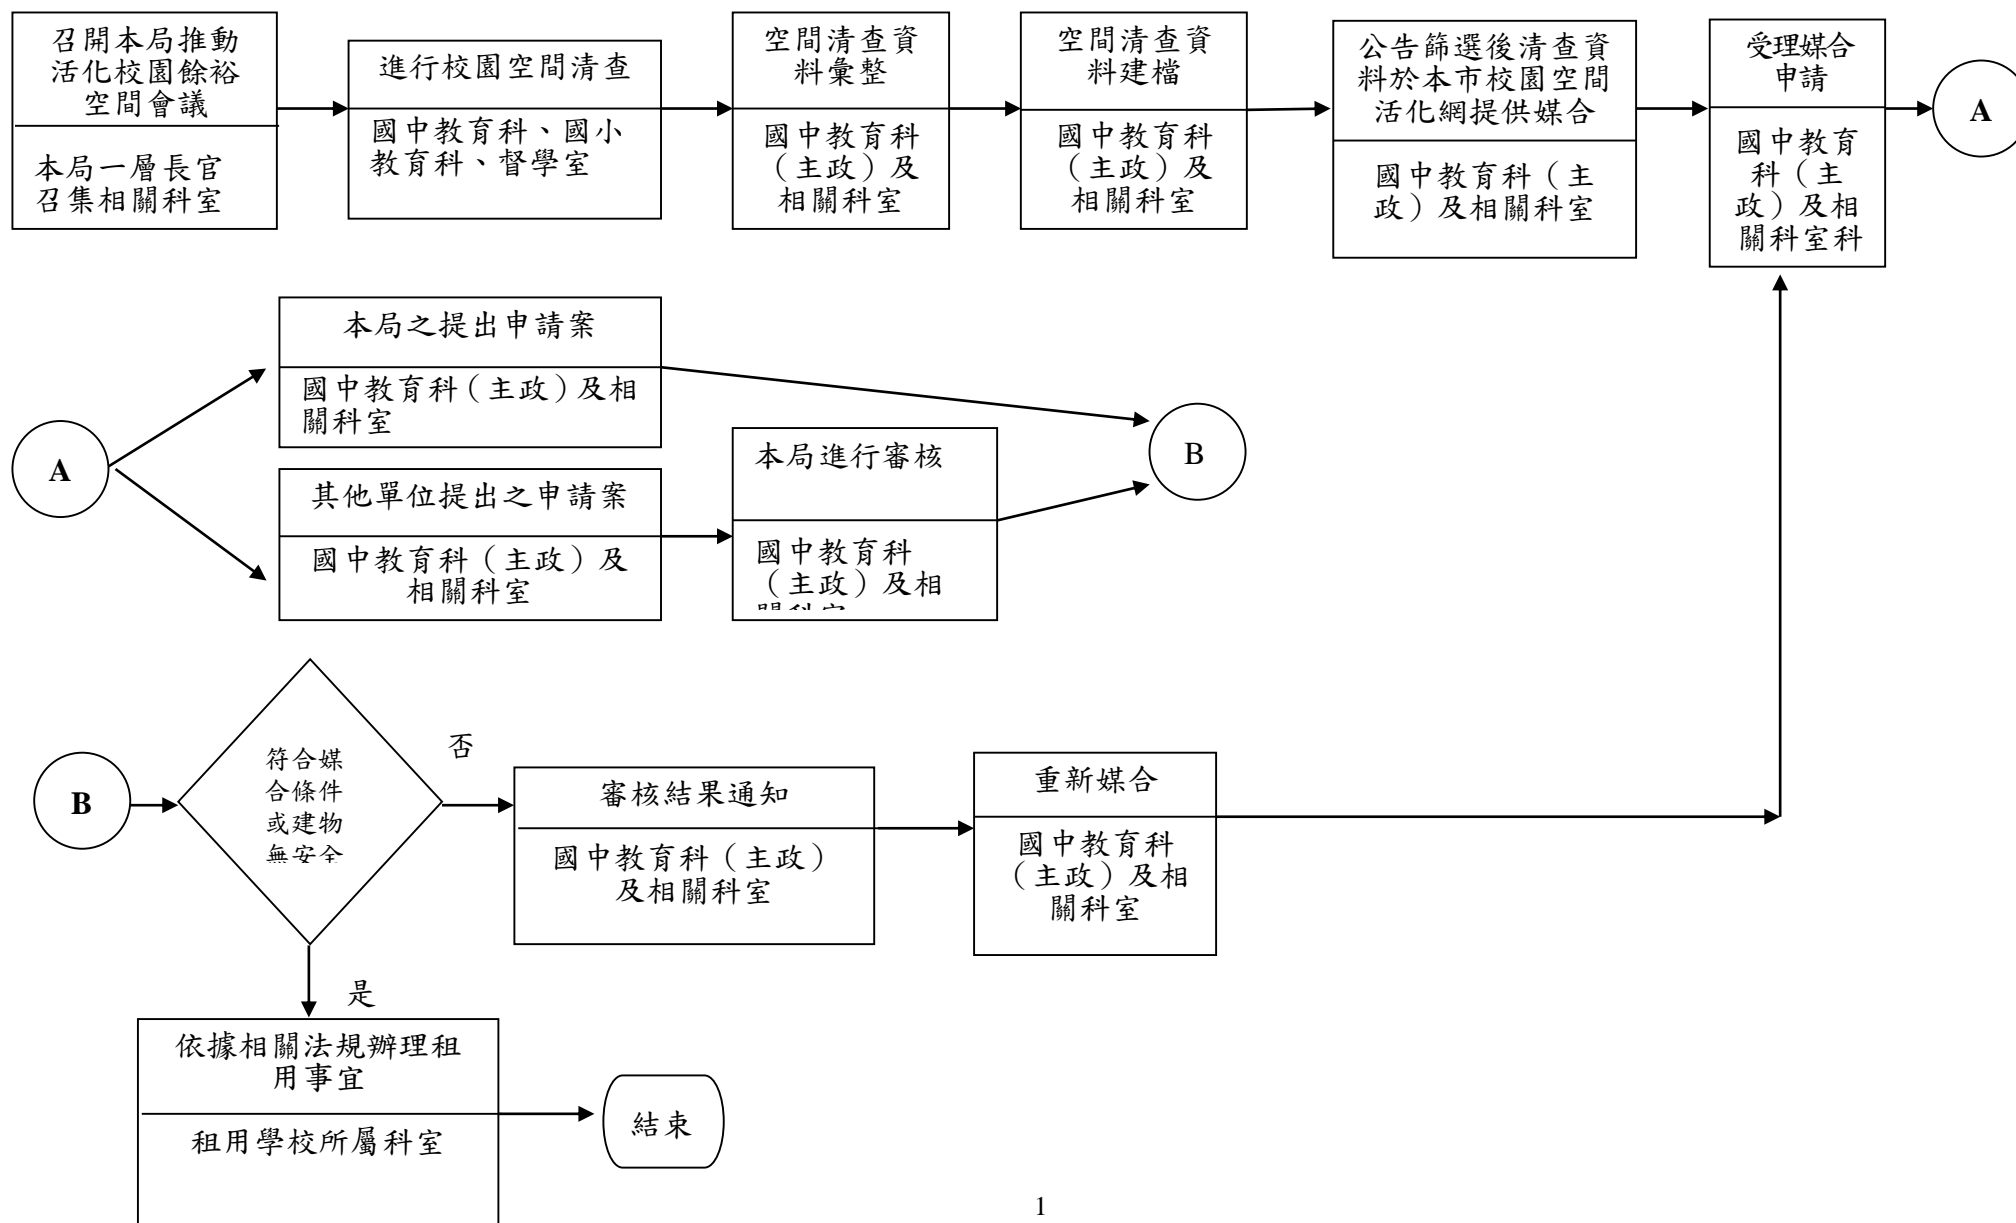 召開本局推動
活化校園餘裕
空間會議
本局一層長官
召集相關科室
進行校園空間清查
國中教育科、國小
教育科、督學室
空間清查資
料彙整
國中教育科
（主政）及
相關科室
空間清查資
料建檔
國中教育科
（主政）及
相關科室
公告篩選後清查資
料於本市校園空間
活化網提供媒合
國中教育科（主
政）及相關科室
受理媒合
申請
國中教育
科（主
政）及相
關科室科
A
A
本局之提出申請案
國中教育科（主政）及相
關科室
其他單位提出之申請案
國中教育科（主政）及
相關科室
本局進行審核
國中教育科
（主政）及相
關科室
B
B
符合媒
合條件
或建物
無安全
否
是
審核結果通知
國中教育科（主政）
及相關科室
重新媒合
國中教育科
（主政）及相
關科室
依據相關法規辦理租
用事宜
租用學校所屬科室
結束
1